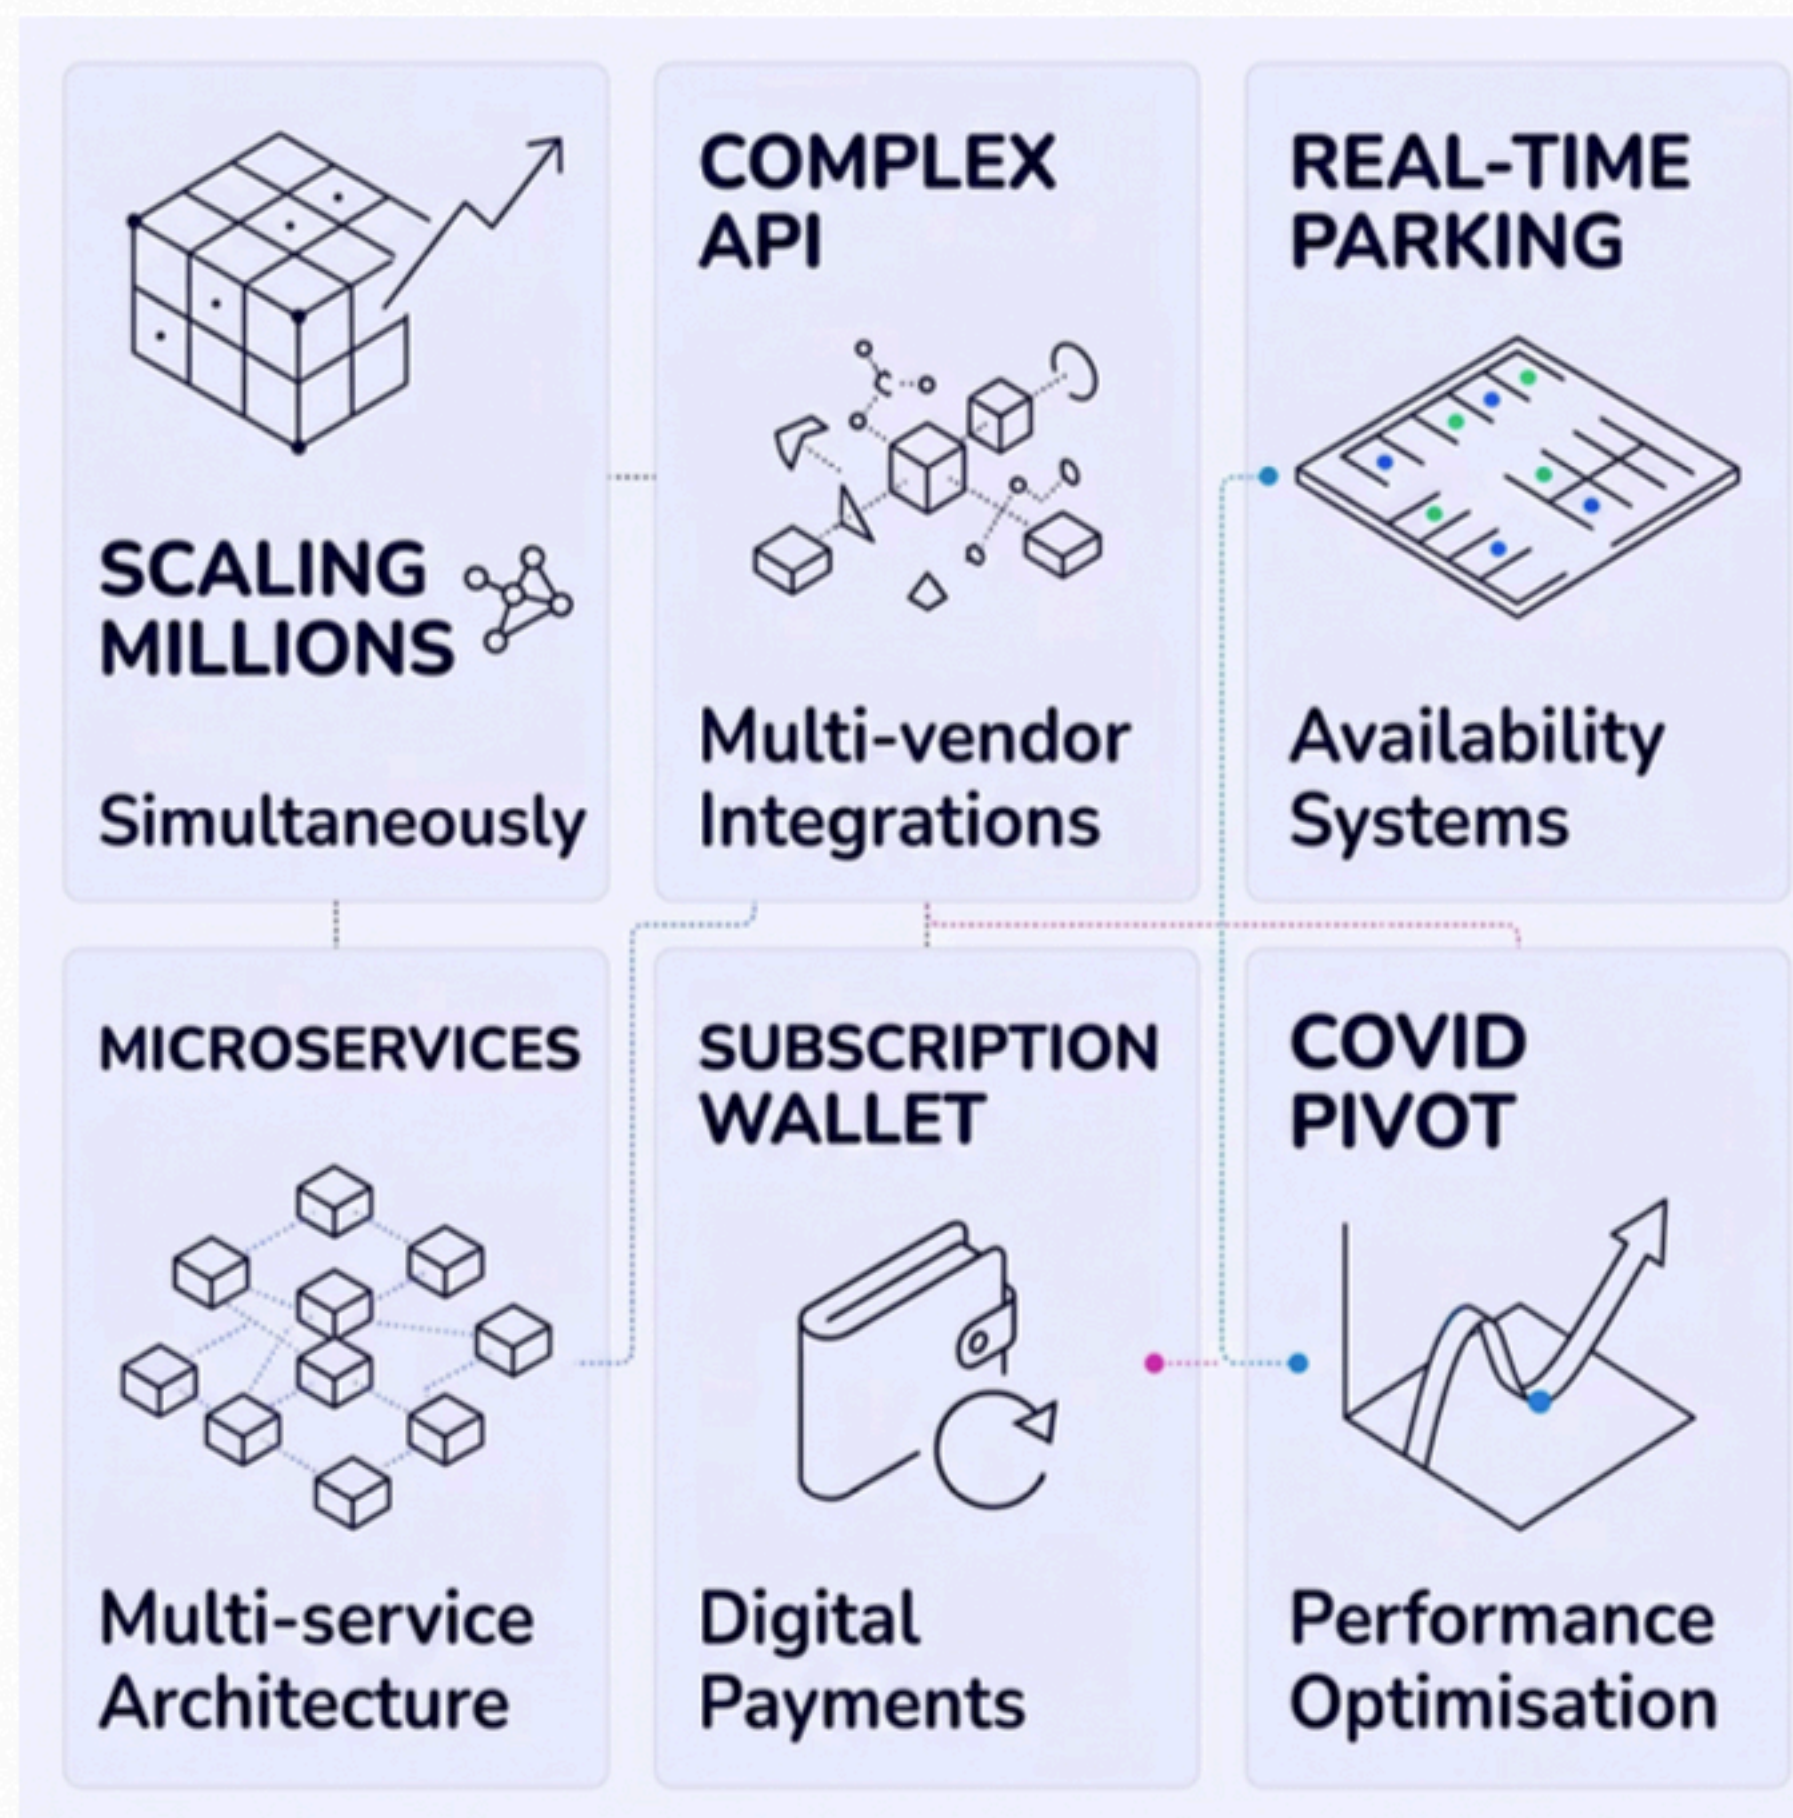 SCALING
MILLIONS
Simultaneously
COMPLEX
API
Multi-vendor
Integrations
REAL-TIME
PARKING
Availability
Systems
MICROSERVICES
Multi-service
Architecture
SUBSCRIPTION
WALLET
Digital
Payments
COVID
PIVOT
Performance
Optimisation